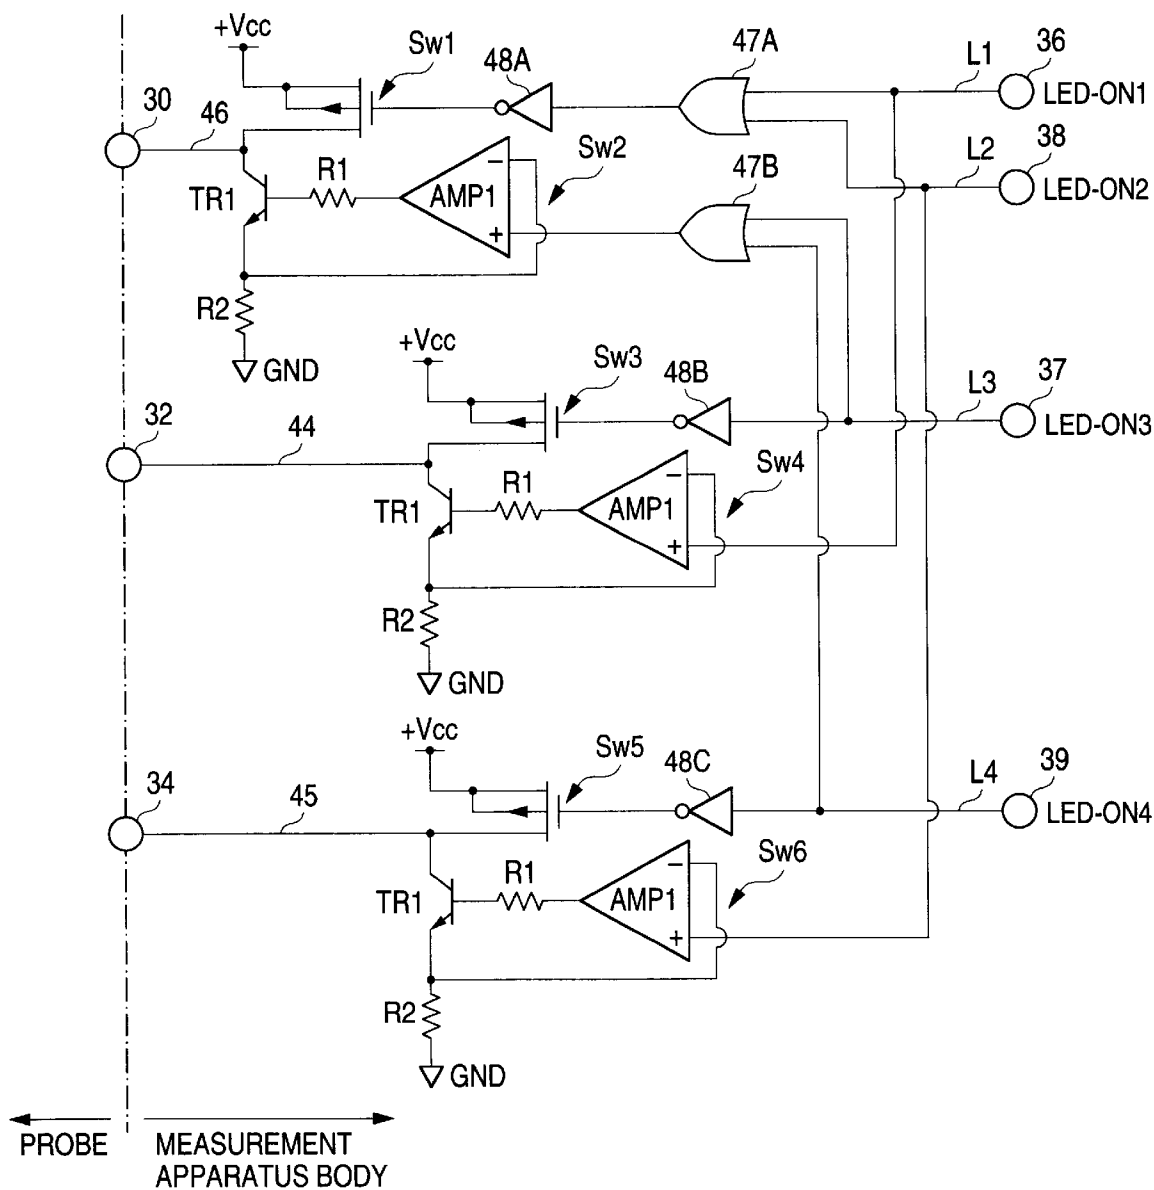 +Vcc
Sw1
48A
47A
L1
36
LED-ON1
30
46
R1
AMP1
−
+
Sw2
47B
L2
38
LED-ON2
TR1
R2
GND
+Vcc
Sw3
48B
L3
37
LED-ON3
32
44
R1
AMP1
−
+
Sw4
TR1
R2
GND
+Vcc
Sw5
48C
L4
39
LED-ON4
34
45
R1
AMP1
−
+
Sw6
TR1
R2
GND
PROBE
MEASUREMENT
APPARATUS BODY